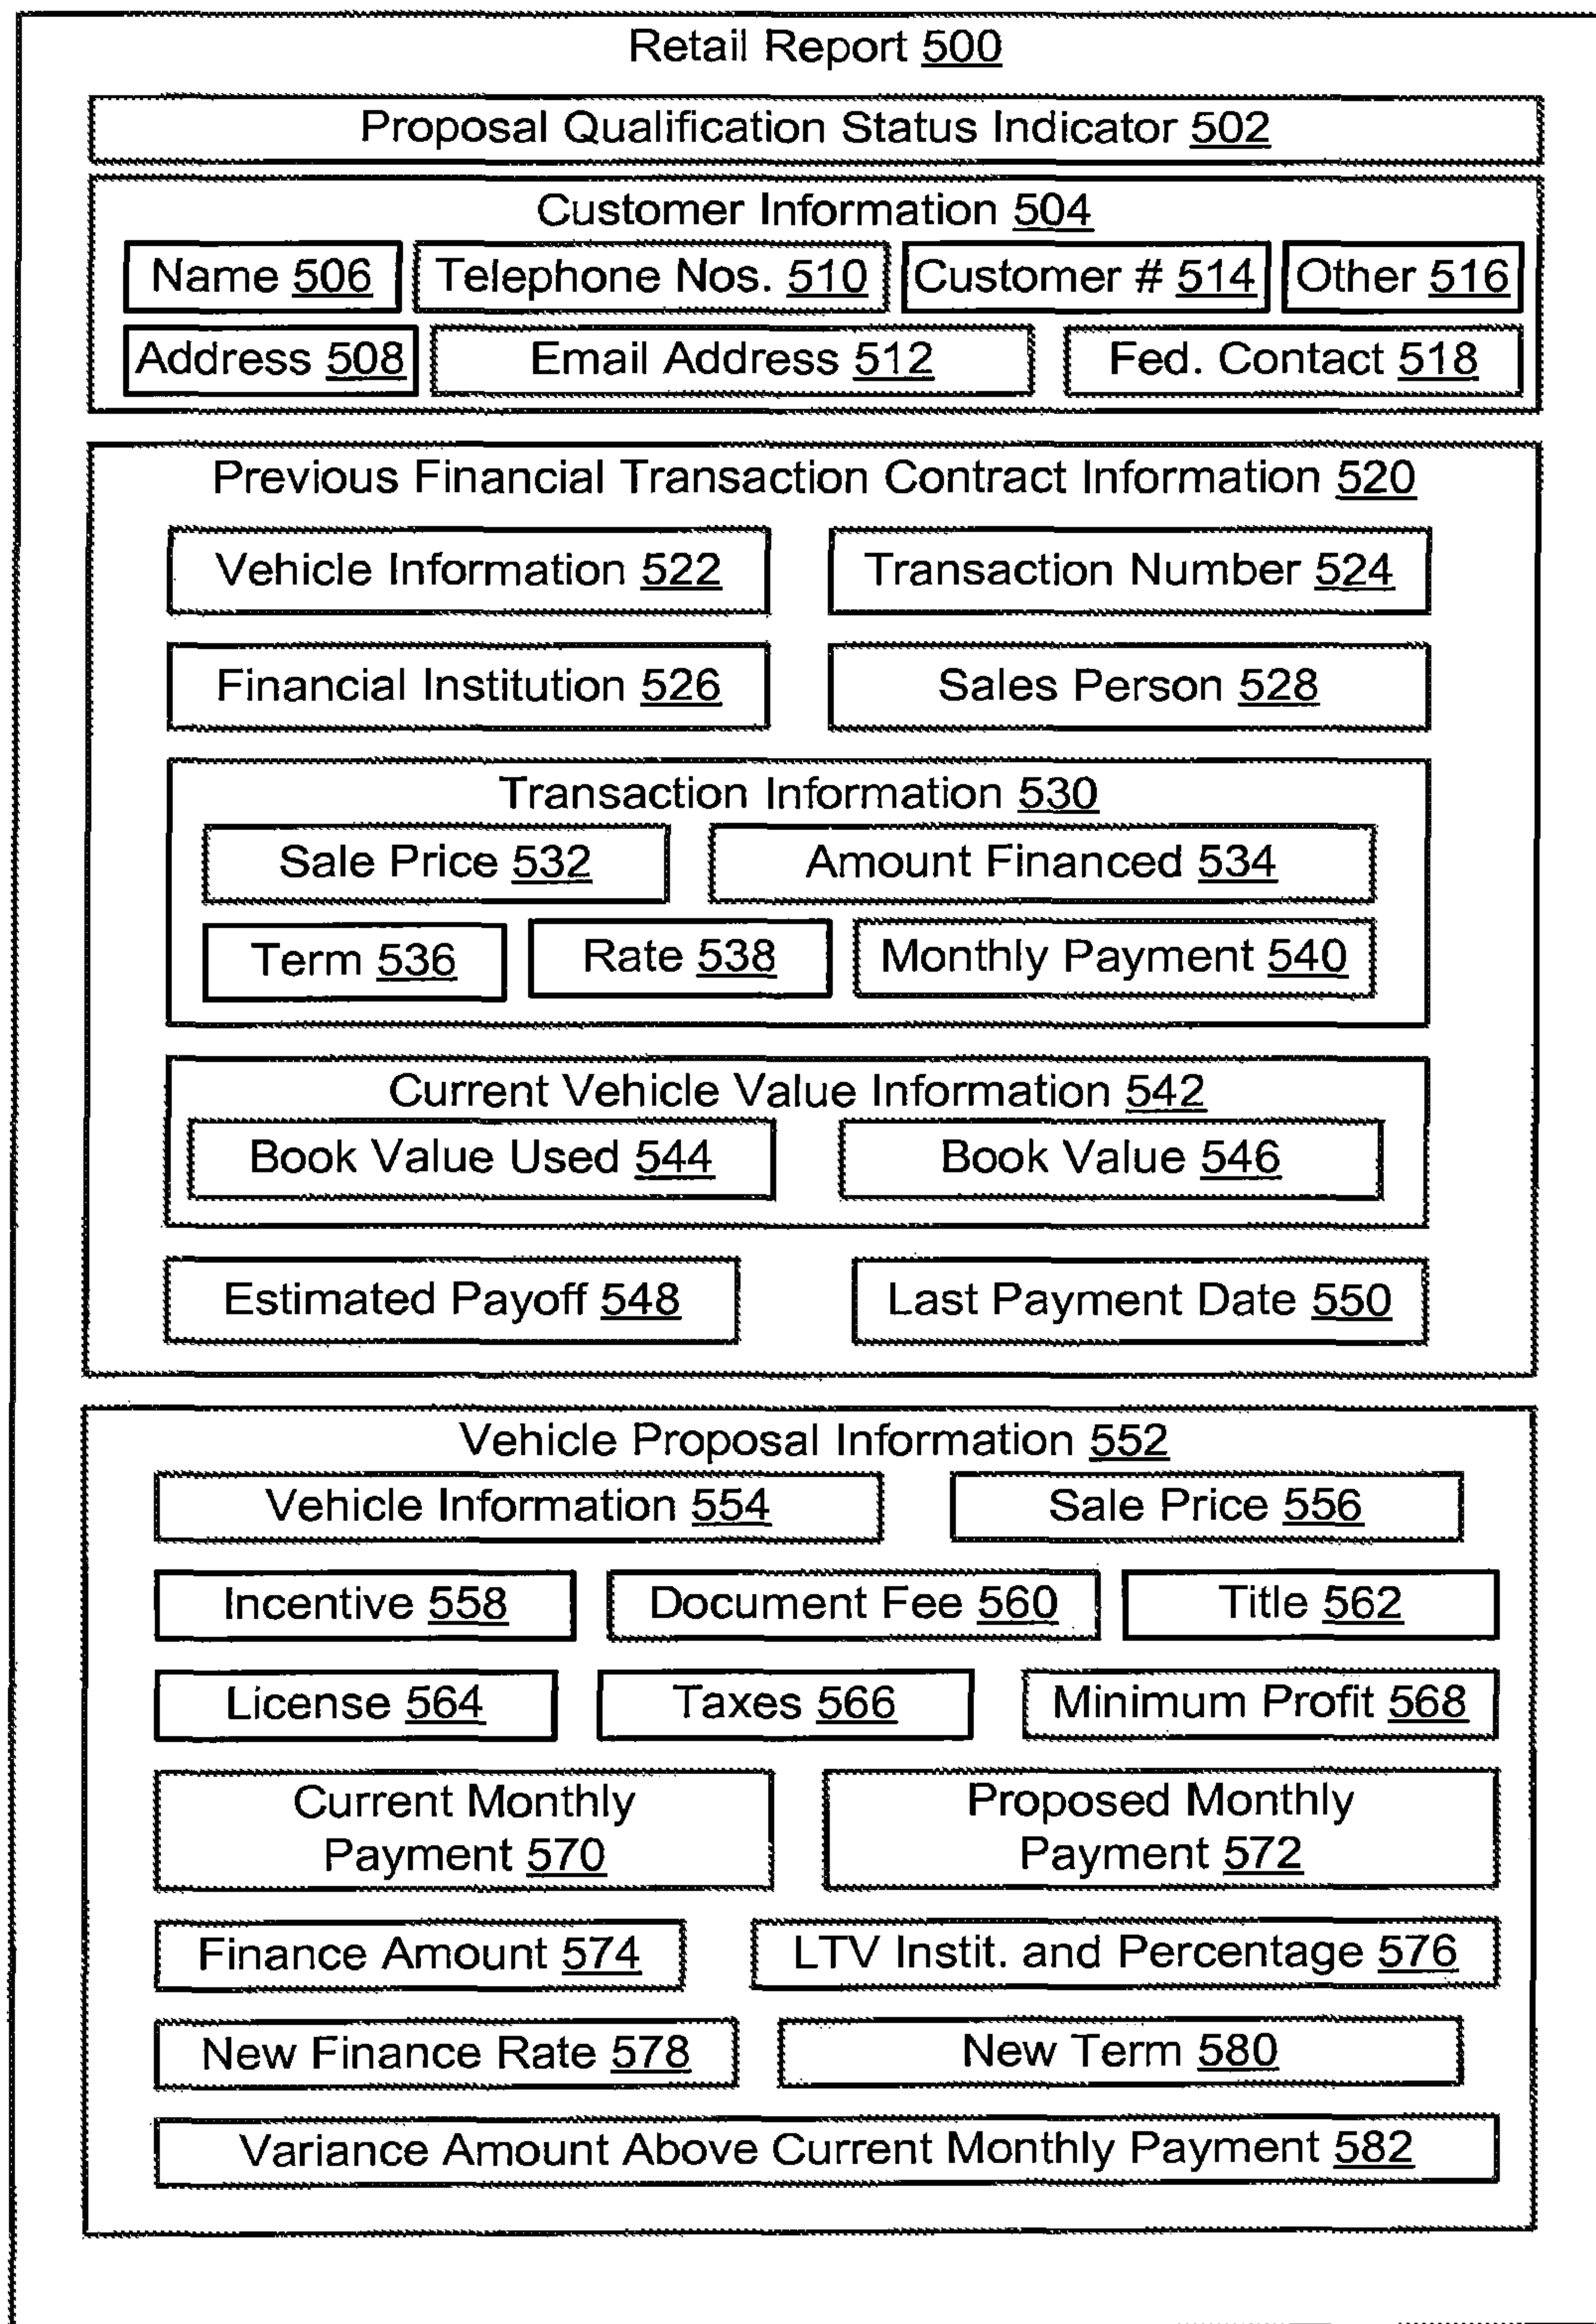 Retail Report 500
Proposal Qualification Status Indicator 502
Customer Information 504
Name 506 Telephone Nos. 510 Customer # 514 Other 516
Address 508 Email Address 512 Fed. Contact 518
Previous Financial Transaction Contract Information 520
Vehicle Information 522 Transaction Number 524
Financial Institution 526 Sales Person 528
Transaction Information 530
Sale Price 532 Amount Financed 534
Term 536 Rate 538 Monthly Payment 540
Current Vehicle Value Information 542
Book Value Used 544 Book Value 546
Estimated Payoff 548 Last Payment Date 550
Vehicle Proposal Information 552
Vehicle Information 554 Sale Price 556
Incentive 558 Document Fee 560 Title 562
License 564 Taxes 566 Minimum Profit 568
Current Monthly
Payment 570
Proposed Monthly
Payment 572
Finance Amount 574 LTV Instit. and Percentage 576
New Finance Rate 578 New Term 580
Variance Amount Above Current Monthly Payment 582